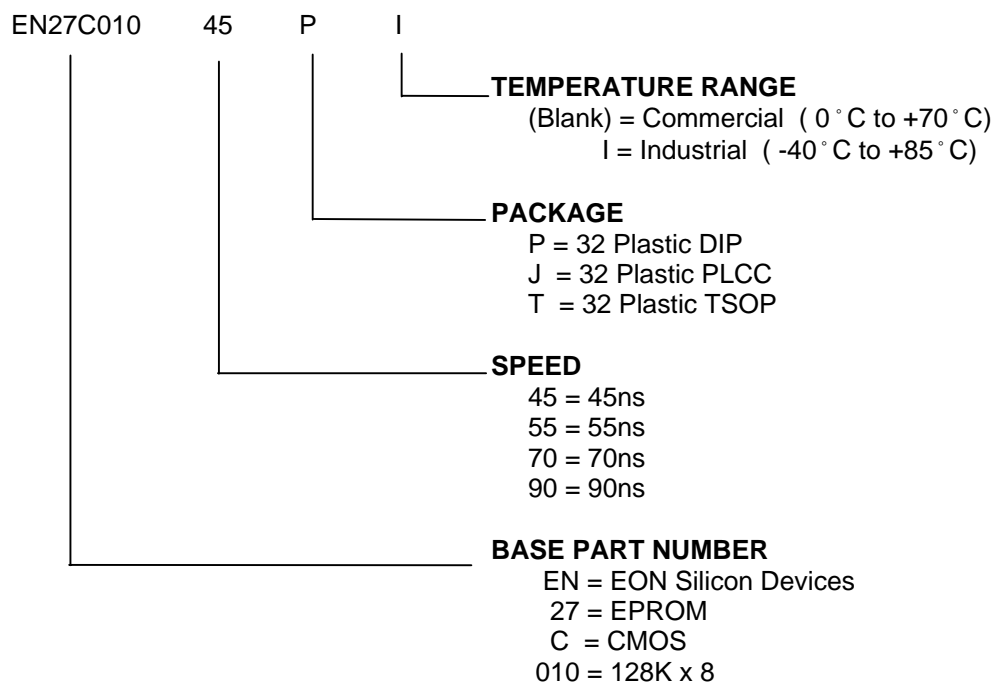 EN27C010 45 P I
TEMPERATURE RANGE
(Blank) = Commercial ( 0°C to +70°C)
I = Industrial ( -40°C to +85°C)
PACKAGE
P = 32 Plastic DIP
J = 32 Plastic PLCC
T = 32 Plastic TSOP
SPEED
45 = 45ns
55 = 55ns
70 = 70ns
90 = 90ns
BASE PART NUMBER
EN = EON Silicon Devices
27 = EPROM
C = CMOS
010 = 128K x 8